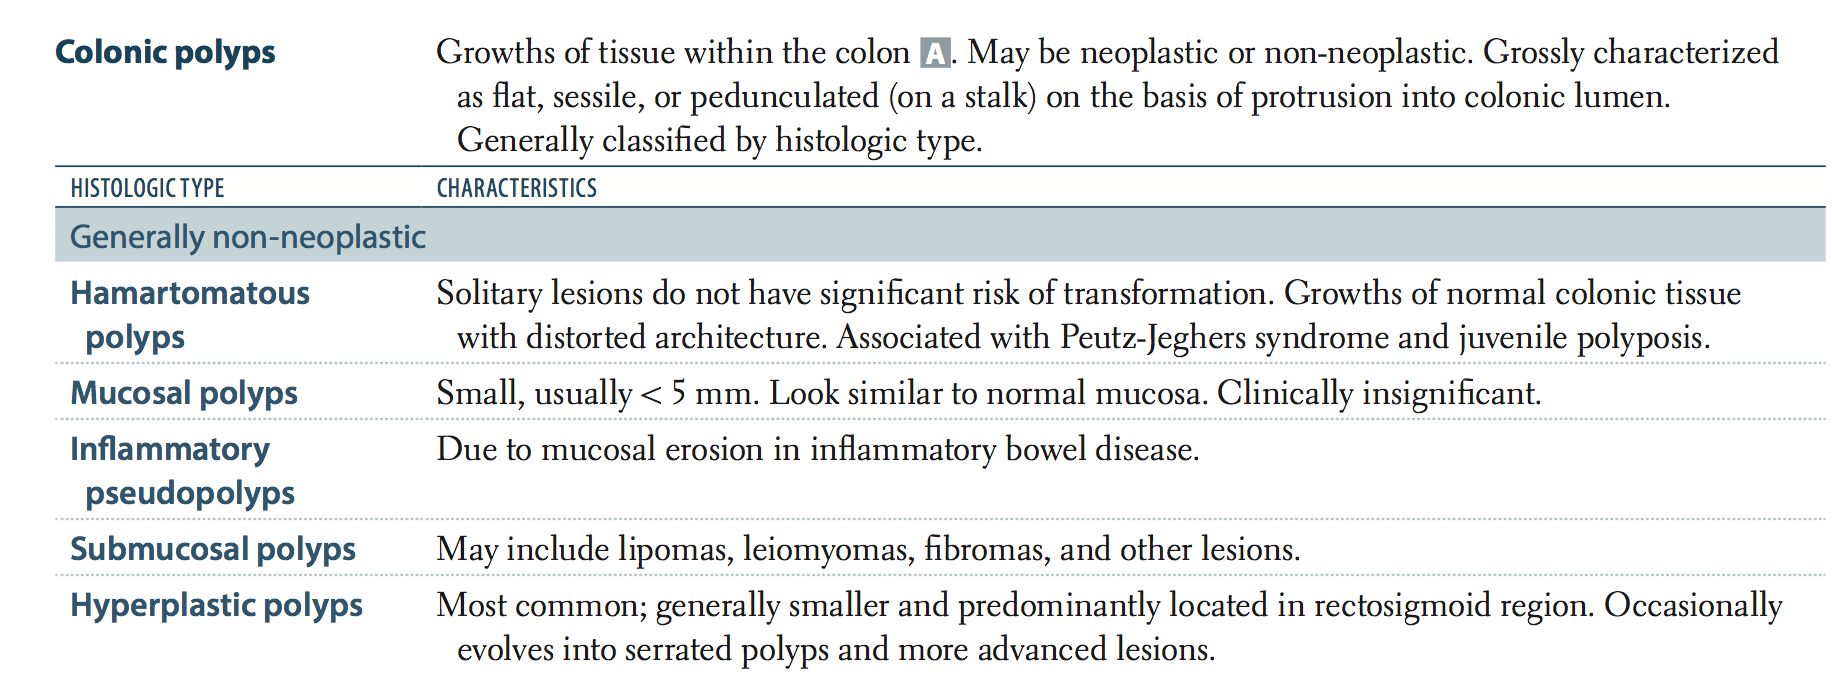 Colonic polyps
Growths of tissue within the colon A. May be neoplastic or non-neoplastic. Grossly characterized
as flat, sessile, or pedunculated (on a stalk) on the basis of protrusion into colonic lumen.
Generally classified by histologic type.
HISTOLOGIC TYPE
CHARACTERISTICS
Generally non-neoplastic
Hamartomatous
polyps
Solitary lesions do not have significant risk of transformation. Growths of normal colonic tissue
with distorted architecture. Associated with Peutz-Jeghers syndrome and juvenile polyposis.
Mucosal polyps
Small, usually < 5 mm. Look similar to normal mucosa. Clinically insignificant.
Inflammatory
pseudopolyps
Due to mucosal erosion in inflammatory bowel disease.
Submucosal polyps
May include lipomas, leiomyomas, fibromas, and other lesions.
Hyperplastic polyps
Most common; generally smaller and predominantly located in rectosigmoid region. Occasionally
evolves into serrated polyps and more advanced lesions.